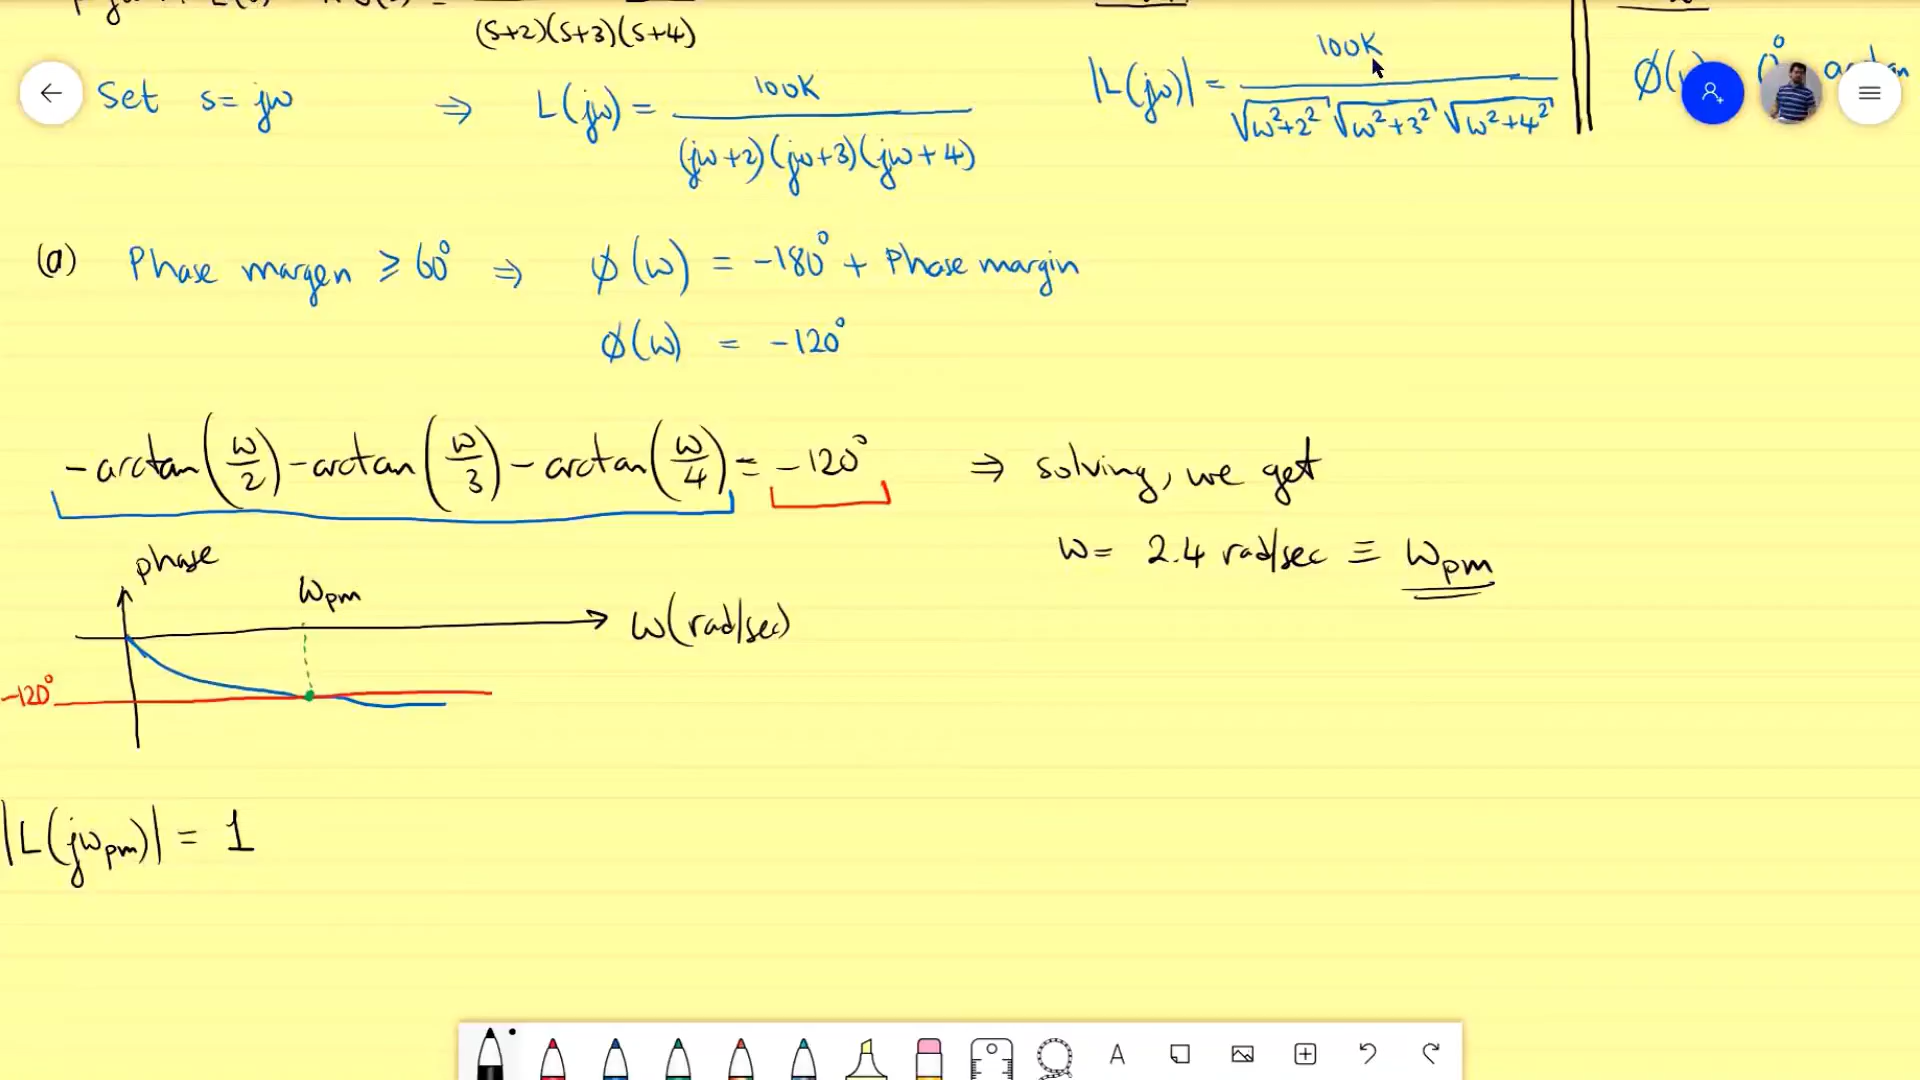 (S+2)(S+3)(S+4)
Set s= jω ⇒ L(jω) = 100K / (jω+2)(jω+3)(jω+4)
|L(jω)| = 100K / √ω²+2² √ω²+3² √ω²+4²
(a) Phase margen ≥ 60° ⇒ φ(ω) = -180° + Phase margin
φ(ω) = -120°
-arctan(ω/2) -arctan(ω/3) - arctan(ω/4) = -120° ⇒ solving, we get
ω= 2.4 rad/sec ≡ ωpm
phase
ωpm
ω(rad/sec)
-120°
|L(jωpm)| = 1
A